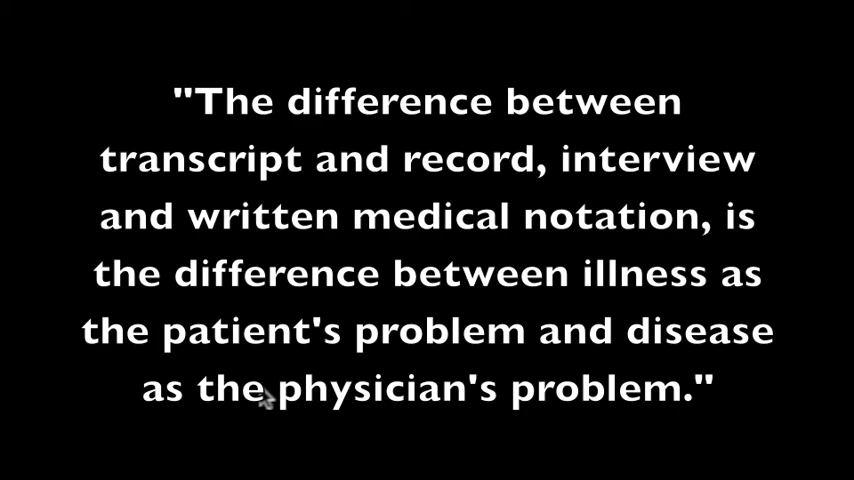 "The difference between
transcript and record, interview
and written medical notation, is
the difference between illness as
the patient's problem and disease
as the physician's problem."